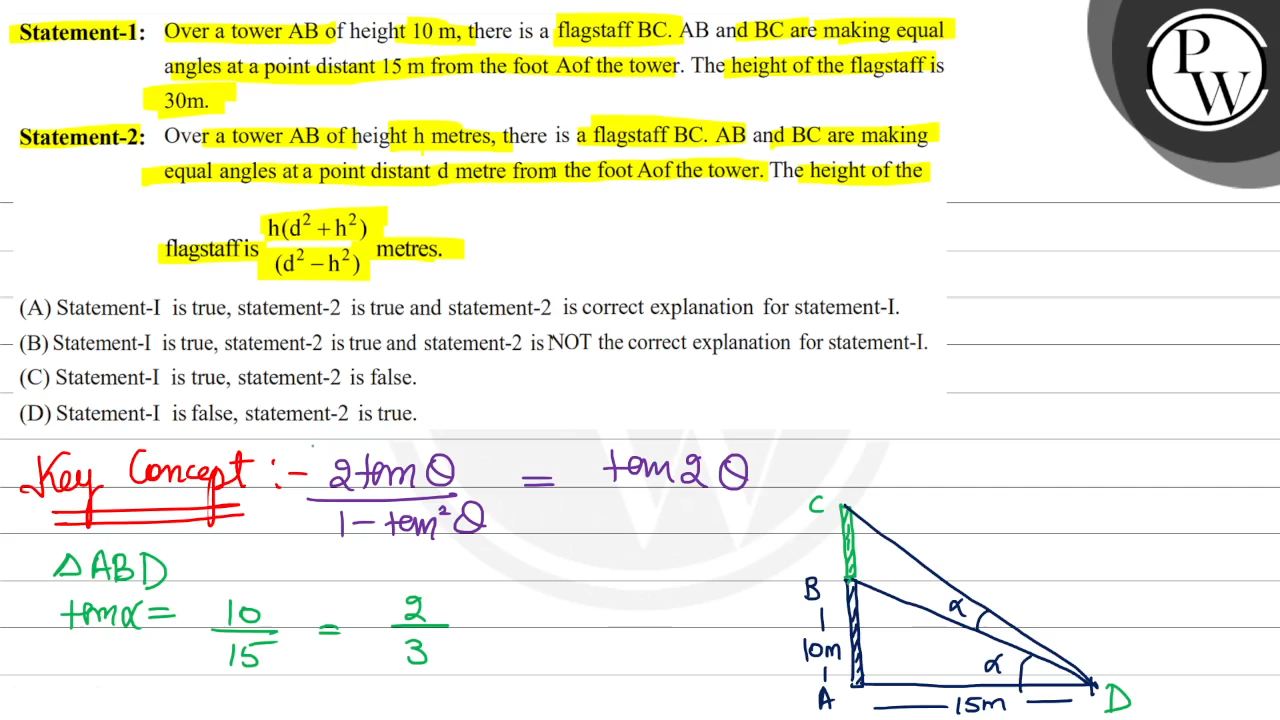 Statement-1: Over a tower AB of height 10 m, there is a flagstaff BC. AB and BC are making equal
angles at a point distant 15 m from the foot Aof the tower. The height of the flagstaff is
30m.
Statement-2: Over a tower AB of height h metres, there is a flagstaff BC. AB and BC are making
equal angles at a point distant d metre from the foot Aof the tower. The height of the
flagstaff is h(d² + h²) / (d² – h²) metres.
(A) Statement-I is true, statement-2 is true and statement-2 is correct explanation for statement-I.
(B) Statement-I is true, statement-2 is true and statement-2 is NOT the correct explanation for statement-I.
(C) Statement-I is true, statement-2 is false.
(D) Statement-I is false, statement-2 is true.
Key Concept :- 2tanθ / 1 - tan²θ = tan2θ
△ABD
tanα = 10 / 15 = 2 / 3
C
B
10m
A
α
α
15m
D
P
W